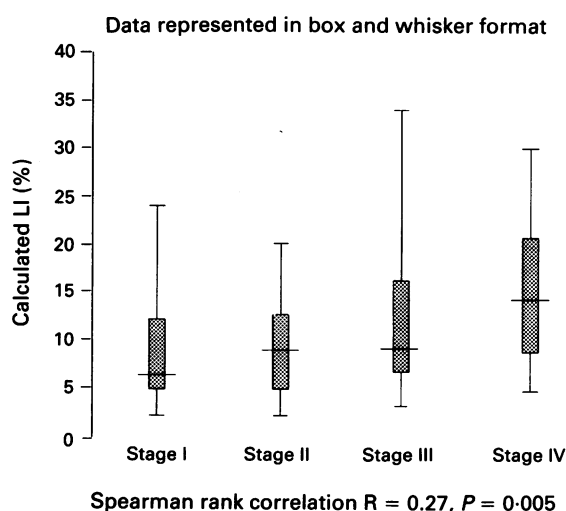 Data represented in box and whisker format
Calculated LI (%)
40
35
30
25
20
15
10
5
0
Stage I Stage II Stage III Stage IV
Spearman rank correlation R = 0.27, P = 0·005